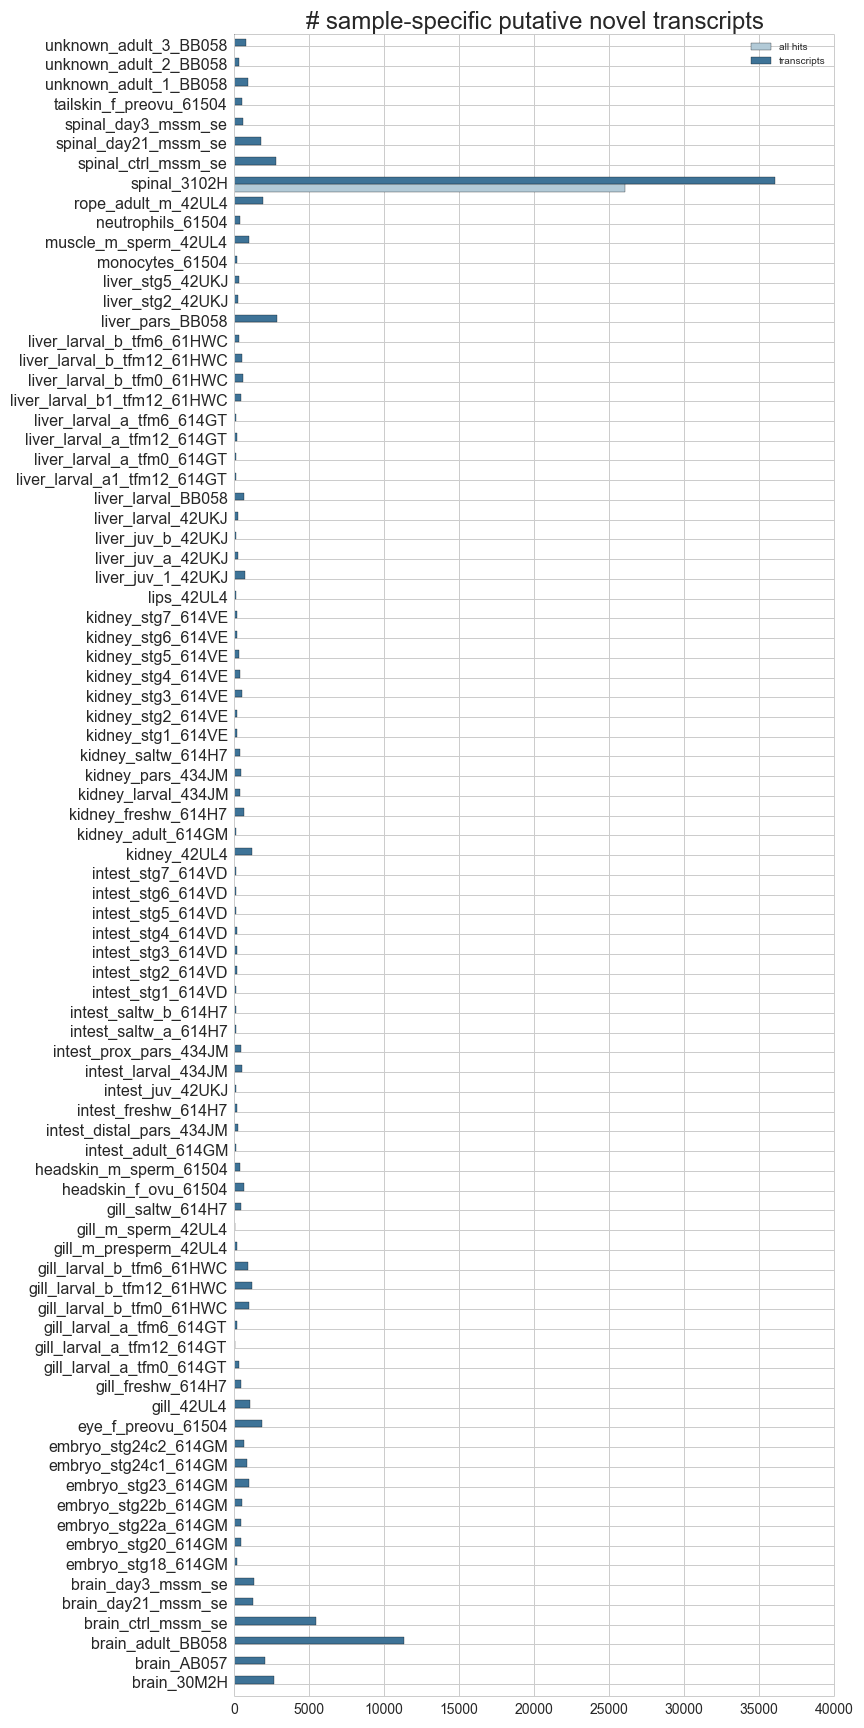 # sample-specific putative novel transcripts
all hits
transcripts
unknown_adult_3_BB058
unknown_adult_2_BB058
unknown_adult_1_BB058
tailskin_f_preovu_61504
spinal_day3_mssm_se
spinal_day21_mssm_se
spinal_ctrl_mssm_se
spinal_3102H
rope_adult_m_42UL4
neutrophils_61504
muscle_m_sperm_42UL4
monocytes_61504
liver_stg5_42UKJ
liver_stg2_42UKJ
liver_pars_BB058
liver_larval_b_tfm6_61HWC
liver_larval_b_tfm12_61HWC
liver_larval_b_tfm0_61HWC
liver_larval_b1_tfm12_61HWC
liver_larval_a_tfm6_614GT
liver_larval_a_tfm12_614GT
liver_larval_a_tfm0_614GT
liver_larval_a1_tfm12_614GT
liver_larval_BB058
liver_larval_42UKJ
liver_juv_b_42UKJ
liver_juv_a_42UKJ
liver_juv_1_42UKJ
lips_42UL4
kidney_stg7_614VE
kidney_stg6_614VE
kidney_stg5_614VE
kidney_stg4_614VE
kidney_stg3_614VE
kidney_stg2_614VE
kidney_stg1_614VE
kidney_saltw_614H7
kidney_pars_434JM
kidney_larval_434JM
kidney_freshw_614H7
kidney_adult_614GM
kidney_42UL4
intest_stg7_614VD
intest_stg6_614VD
intest_stg5_614VD
intest_stg4_614VD
intest_stg3_614VD
intest_stg2_614VD
intest_stg1_614VD
intest_saltw_b_614H7
intest_saltw_a_614H7
intest_prox_pars_434JM
intest_larval_434JM
intest_juv_42UKJ
intest_freshw_614H7
intest_distal_pars_434JM
intest_adult_614GM
headskin_m_sperm_61504
headskin_f_ovu_61504
gill_saltw_614H7
gill_m_sperm_42UL4
gill_m_presperm_42UL4
gill_larval_b_tfm6_61HWC
gill_larval_b_tfm12_61HWC
gill_larval_b_tfm0_61HWC
gill_larval_a_tfm6_614GT
gill_larval_a_tfm12_614GT
gill_larval_a_tfm0_614GT
gill_freshw_614H7
gill_42UL4
eye_f_preovu_61504
embryo_stg24c2_614GM
embryo_stg24c1_614GM
embryo_stg23_614GM
embryo_stg22b_614GM
embryo_stg22a_614GM
embryo_stg20_614GM
embryo_stg18_614GM
brain_day3_mssm_se
brain_day21_mssm_se
brain_ctrl_mssm_se
brain_adult_BB058
brain_AB057
brain_30M2H
0 5000 10000 15000 20000 25000 30000 35000 40000